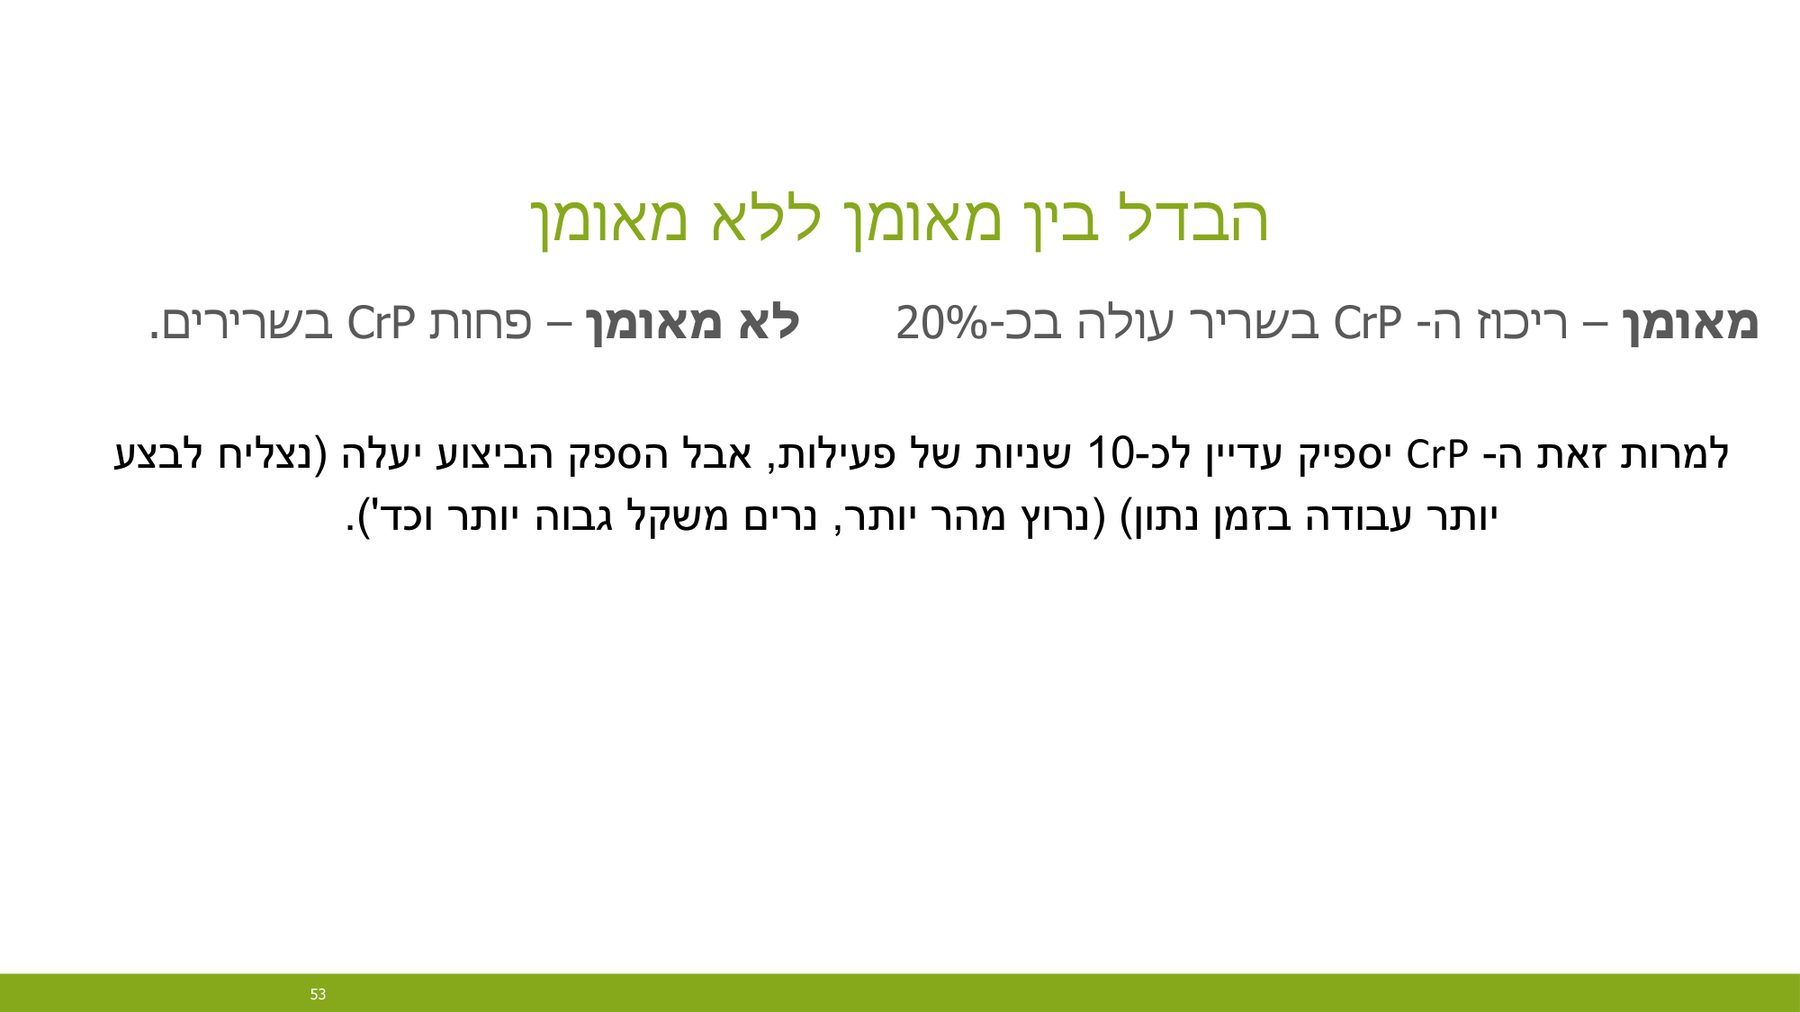 הבדל בין מאומן ללא מאומן
מאומן – ריכוז ה- CrP בשריר עולה בכ-20% לא מאומן – פחות CrP בשרירים.
למרות זאת ה- CrP יספיק עדיין לכ-10 שניות של פעילות, אבל הספק הביצוע יעלה (נצליח לבצע
יותר עבודה בזמן נתון) (נרוץ מהר יותר, נרים משקל גבוה יותר וכד').
53